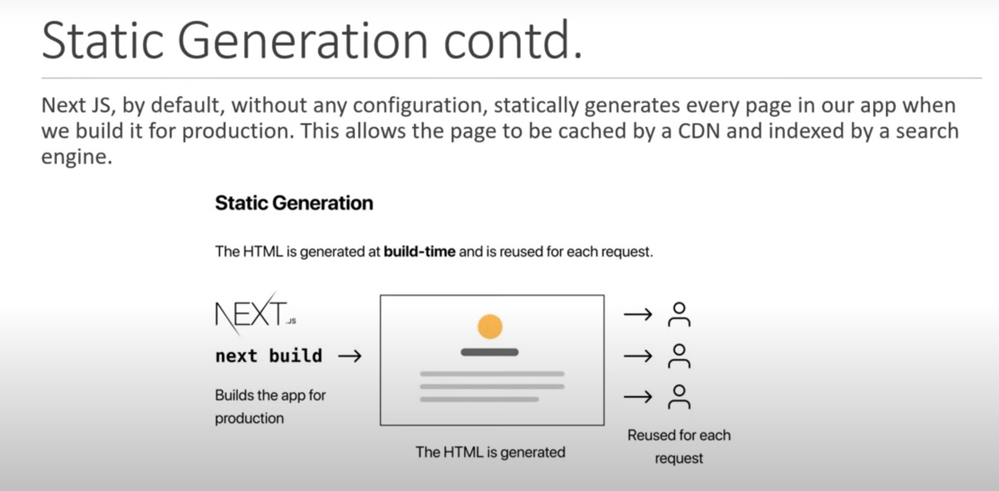 Static Generation contd.
Next JS, by default, without any configuration, statically generates every page in our app when
we build it for production. This allows the page to be cached by a CDN and indexed by a search
engine.
Static Generation
The HTML is generated at build-time and is reused for each request.
NEXT.JS
next build →
Builds the app for
production
The HTML is generated
Reused for each
request